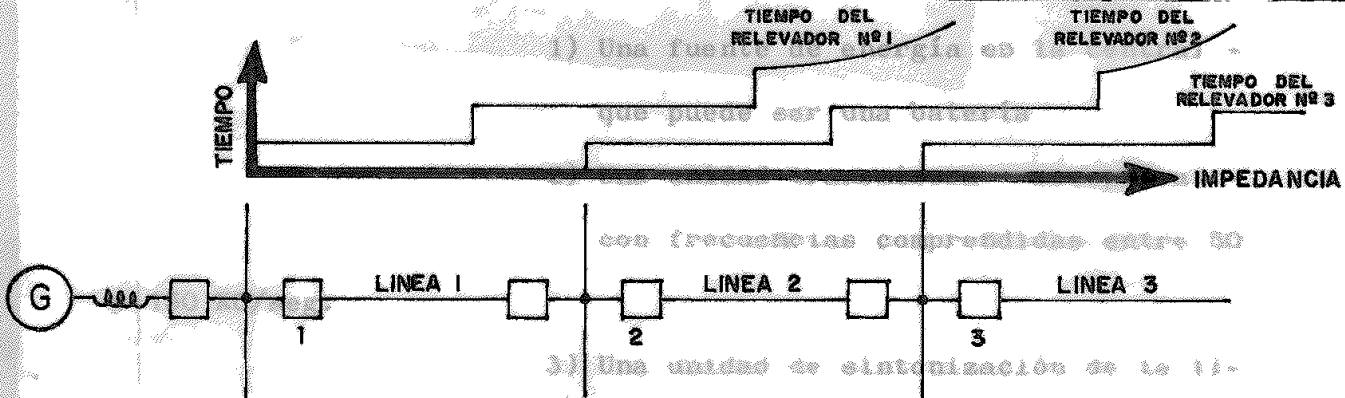 TIEMPO DEL
RELEVADOR Nº 1
TIEMPO DEL
RELEVADOR Nº 2
TIEMPO DEL
RELEVADOR Nº 3
TIEMPO
IMPEDANCIA
1) Una fuente de energía es la
que puede ser una batería
con frecuencias comprendidas entre 50
G
LINEA 1
LINEA 2
LINEA 3
1
2
3
3) Una unidad de sintonización de la lí-